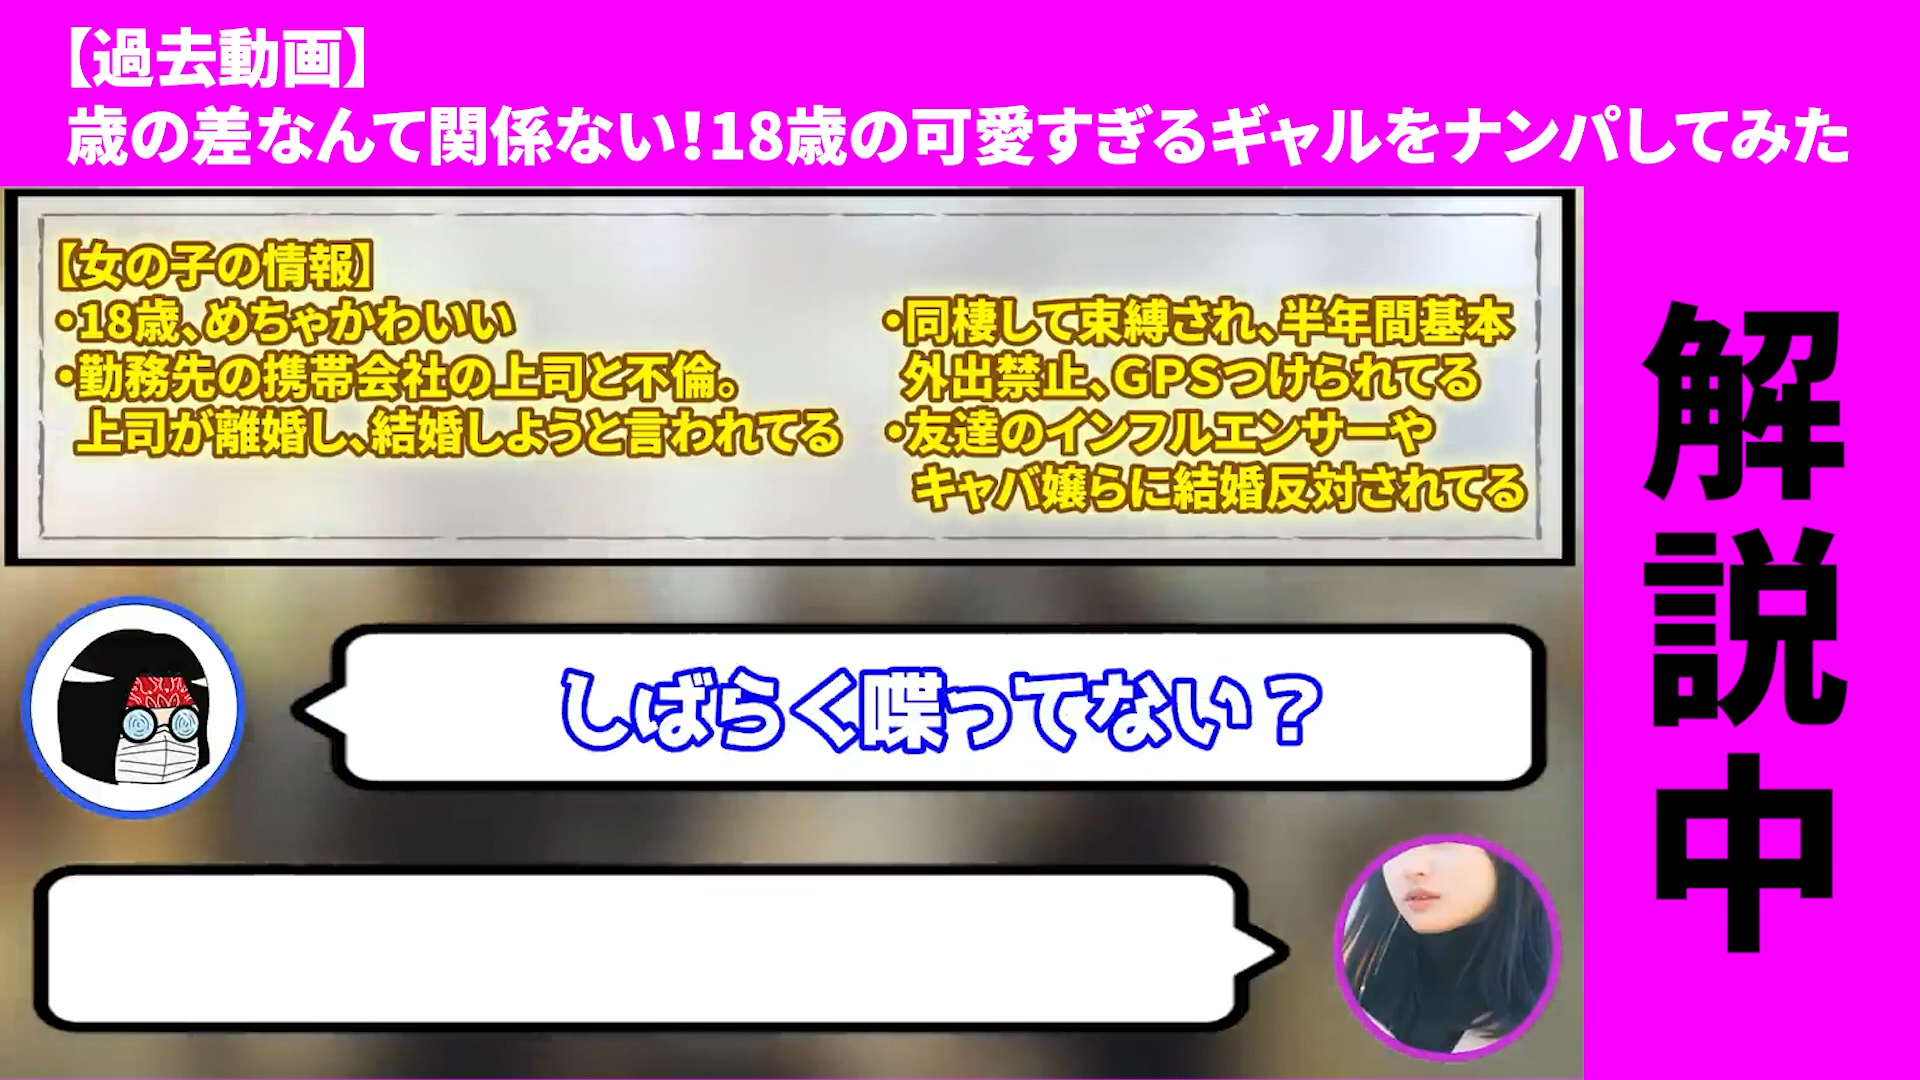 【過去動画】
歳の差なんて関係ない!18歳の可愛すぎるギャルをナンパしてみた
【女の子の情報】
・18歳、めちゃかわいい
・勤務先の携帯会社の上司と不倫。
上司が離婚し、結婚しようと言われてる
・同棲して束縛され、半年間基本
外出禁止、GPSつけられてる
・友達のインフルエンサーや
キャバ嬢らに結婚反対されてる
しばらく喋ってない？
解説中